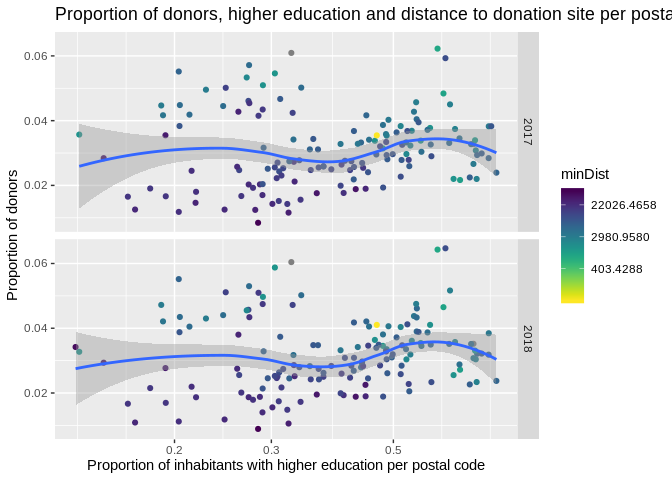 Proportion of donors, higher education and distance to donation site per posta
0.06
0.04
0.02
2017
0.06
0.04
0.02
2018
Proportion of donors
0.2 0.3 0.5
Proportion of inhabitants with higher education per postal code
minDist
22026.4658
2980.9580
403.4288